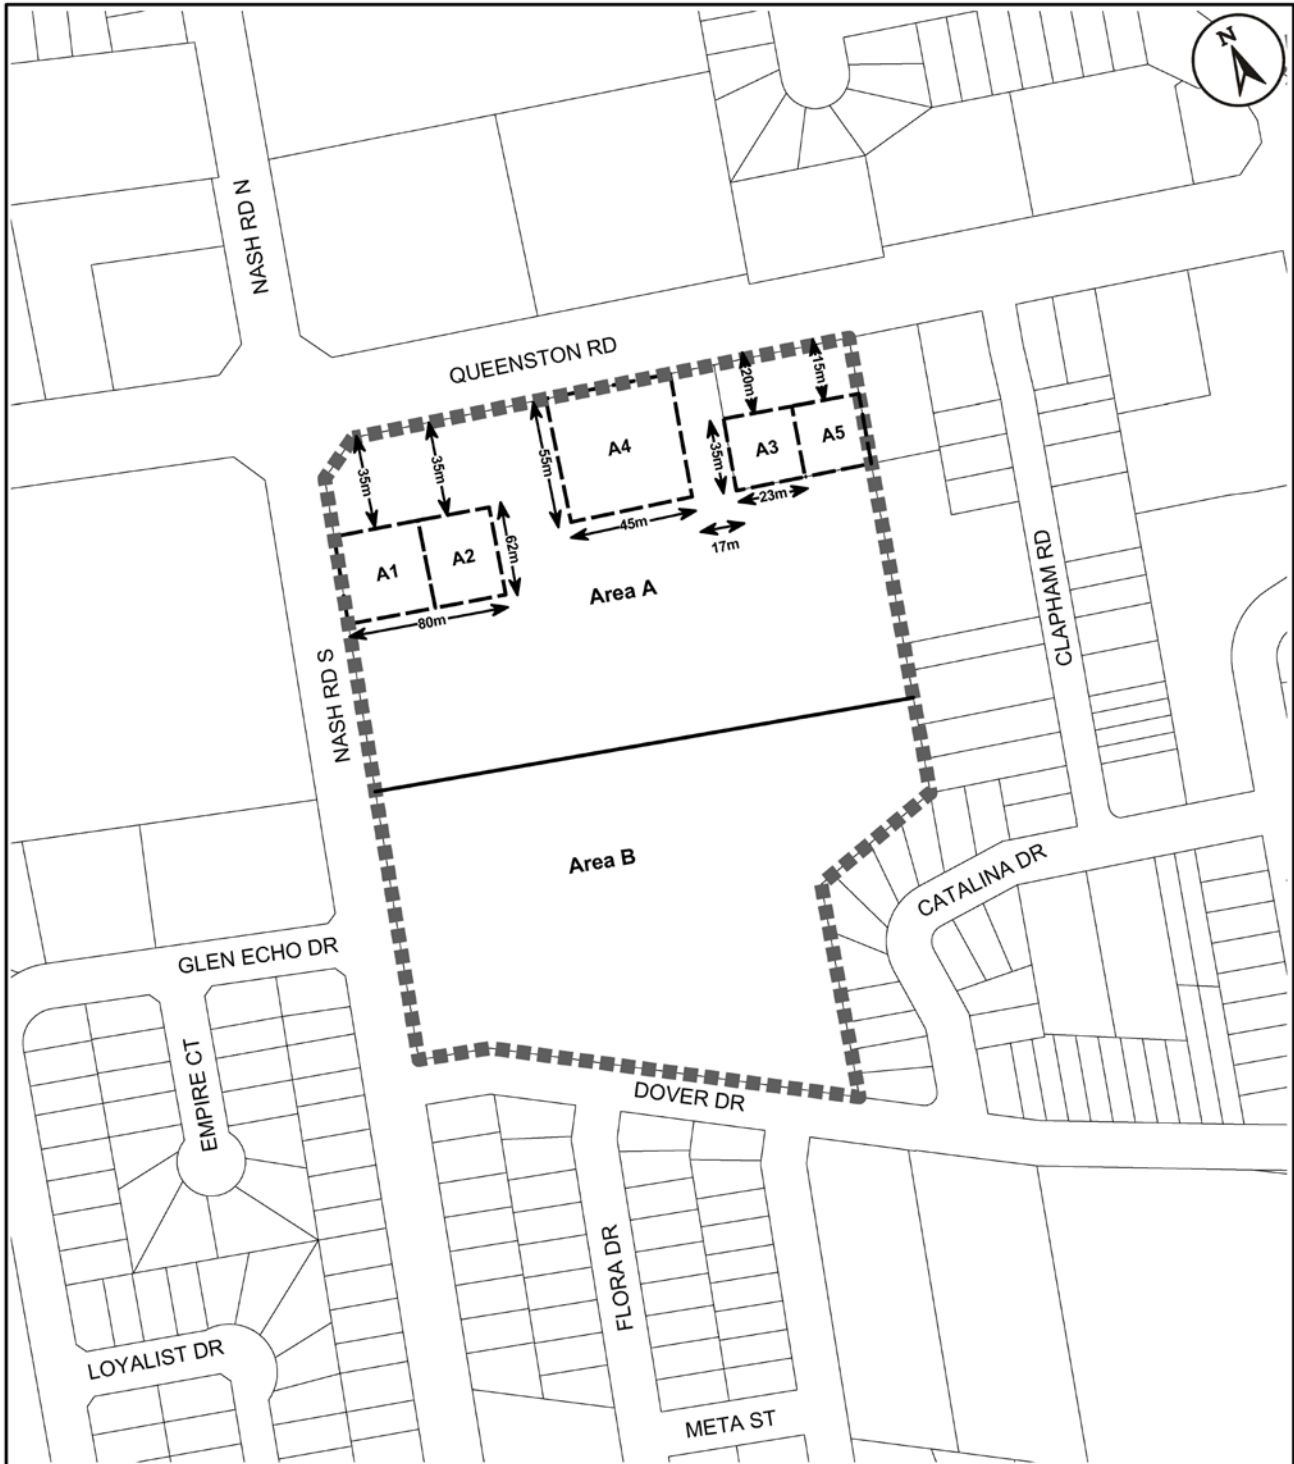 N
NASH RD N
QUEENSTON RD
15m
20m
A4
A5
A3
35m
35m
55m
35m
23m
45m
17m
62m
A2
A1
Area A
80m
CLAPHAM RD
NASH RD S
Area B
CATALINA DR
GLEN ECHO DR
EMPIRE CT
DOVER DR
FLORA DR
LOYALIST DR
META ST